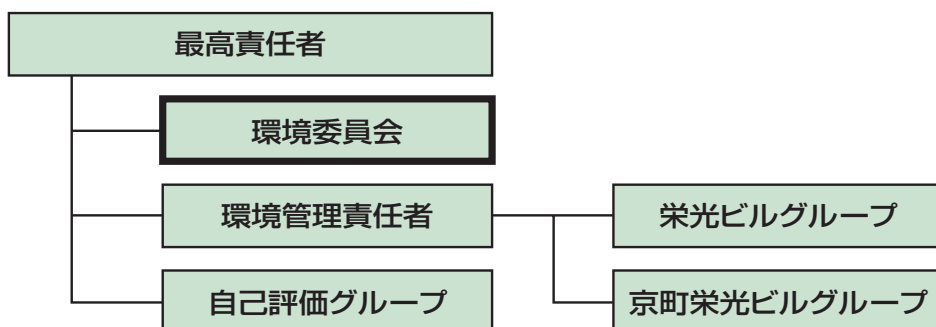 最高責任者
環境委員会
環境管理責任者
栄光ビルグループ
自己評価グループ
京町栄光ビルグループ